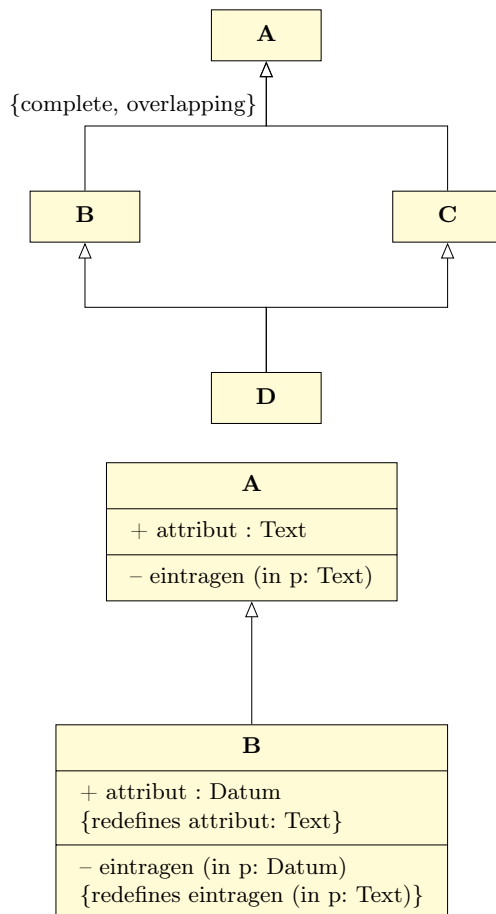 A
{complete, overlapping}
B
C
D
A
+ attribut : Text
– eintragen (in p: Text)
B
+ attribut : Datum
{redefines attribut: Text}
– eintragen (in p: Datum)
{redefines eintragen (in p: Text)}